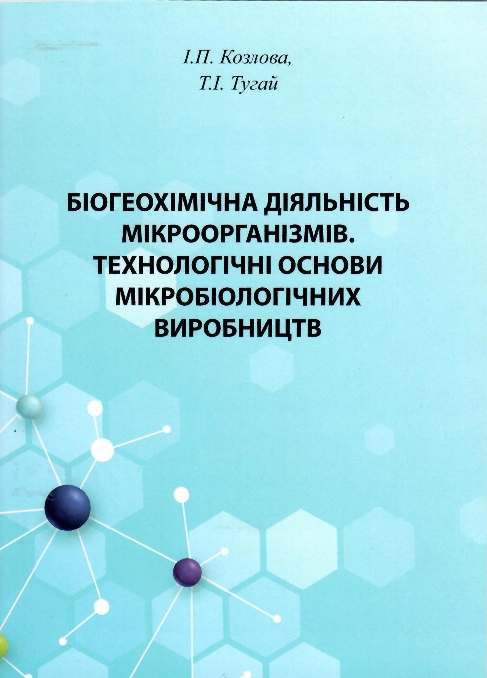 І.П. Козлова,
Т.І. Тугай
БІОГЕОХІМІЧНА ДІЯЛЬНІСТЬ
МІКРООРГАНІЗМІВ.
ТЕХНОЛОГІЧНІ ОСНОВИ
МІКРОБІОЛОГІЧНИХ
ВИРОБНИЦТВ